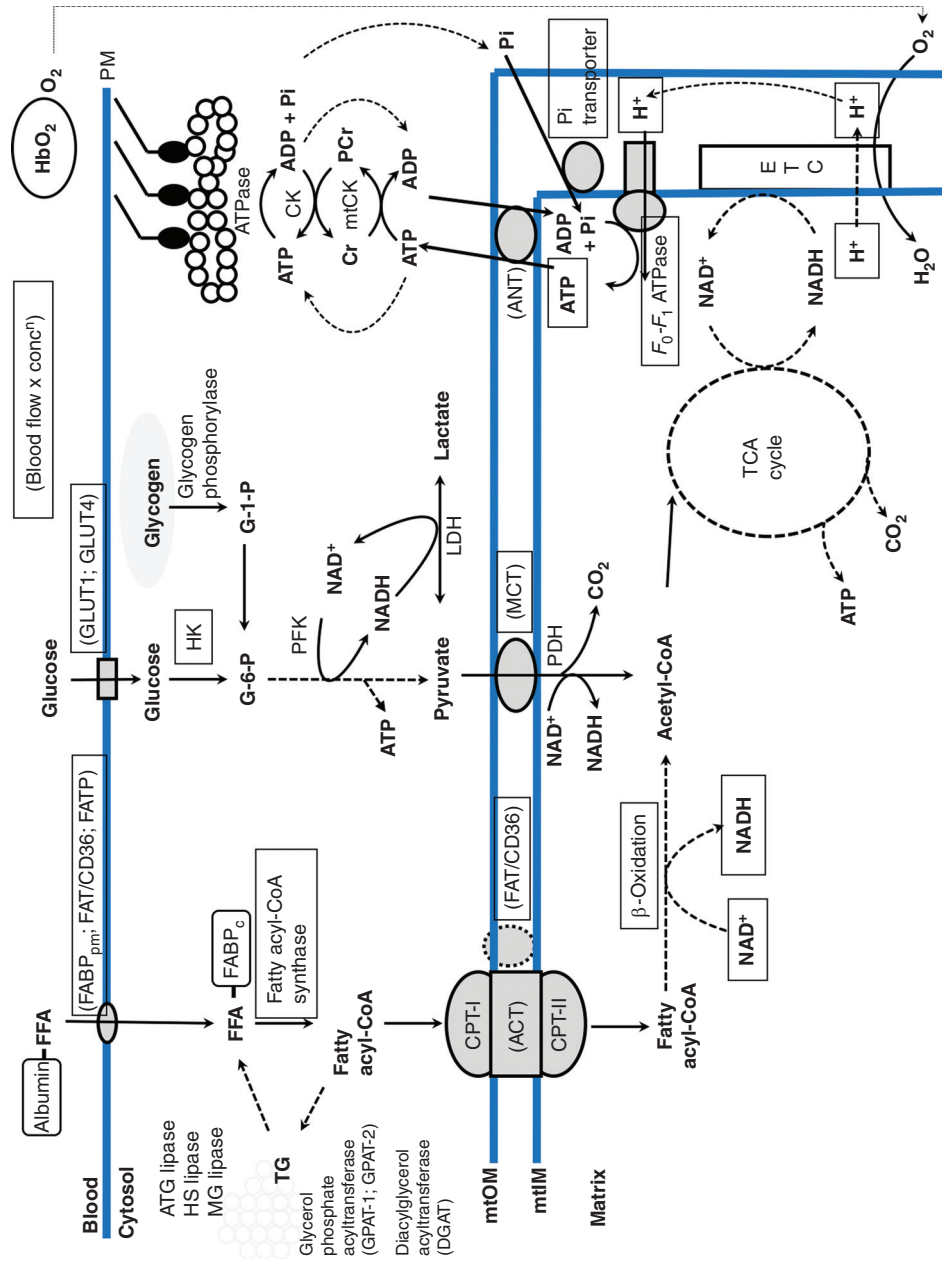 Blood
Cytosol
Albumin
FFA
(FABPpm; FAT/CD36; FATP)
Glucose
(GLUT1; GLUT4)
(Blood flow x concⁿ)
HbO₂
O₂
PM
ATG lipase
HS lipase
MG lipase
TG
Glycerol
phosphate
acyltransferase
(GPAT-1; GPAT-2)
Diacylglycerol
acyltransferase
(DGAT)
FFA
FABPc
Fatty acyl-CoA
synthase
Fatty
acyl-CoA
Glucose
HK
G-6-P
Glycogen
Glycogen
phosphorylase
G-1-P
PFK
NAD⁺
NADH
ATP
Pyruvate
LDH
Lactate
ATPase
ATP
CK
ADP + Pi
Cr
mtCK
PCr
ATP
ADP
Pi
mtOM
mtIM
Matrix
CPT-I
(ACT)
CPT-II
(FAT/CD36)
(MCT)
(ANT)
Pi
transporter
NAD⁺
NADH
PDH
CO₂
ATP
ADP
+ Pi
F₀-F₁ ATPase
H⁺
Fatty
acyl-CoA
β-Oxidation
NAD⁺
NADH
Acetyl-CoA
TCA
cycle
ATP
CO₂
NAD⁺
NADH
E
T
C
H⁺
H⁺
H₂O
O₂